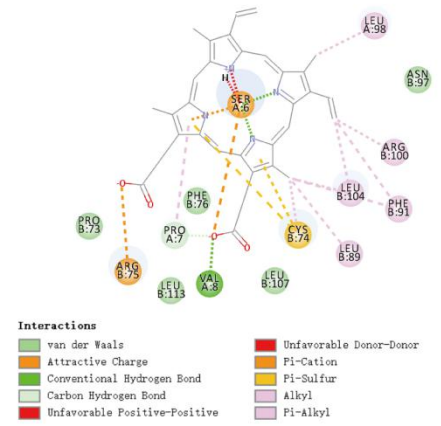 LEU
A:98
ASN
B:97
N
H
SER
A:6
N
N
N
ARG
B:100
LEU
B:104
PHE
B:91
PHE
B:76
PRO
B:73
PRO
A:7
CYS
B:74
LEU
B:89
O
O
O
O
ARG
B:75
LEU
B:113
VAL
A:8
LEU
B:107
Interactions
van der Waals
Attractive Charge
Conventional Hydrogen Bond
Carbon Hydrogen Bond
Unfavorable Positive-Positive
Unfavorable Donor-Donor
Pi-Cation
Pi-Sulfur
Alkyl
Pi-Alkyl